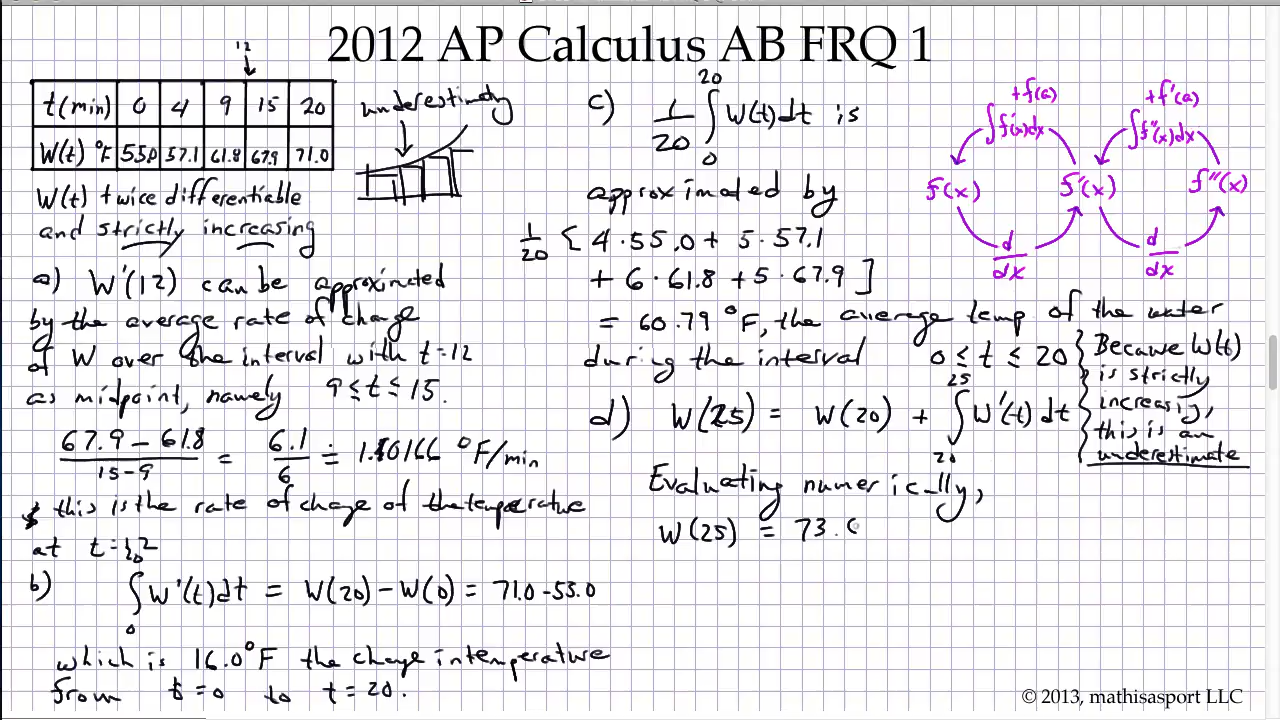 2012 AP Calculus AB FRQ 1
12
t(min) 0 4 9 15 20
W(t) °F 55.0 57.1 61.8 67.9 71.0
W(t) twice differentiable
and strictly increasing
underestimate
a) W'(12) can be approximated
by the average rate of change
of W over the interval with t=12
as midpoint, namely 9 ≤ t ≤ 15.
67.9 - 61.8 / 15-9 = 6.1 / 6 ≐ 1.10166 °F/min
this is the rate of change of the temperature
at t=12
b) ∫_0^20 W'(t)dt = W(20) - W(0) = 71.0 - 55.0
which is 16.0°F the change in temperature
from t=0 to t=20.
c) 1/20 ∫_0^20 W(t)dt is
approximated by
1/20 [ 4·55.0 + 5·57.1
+ 6·61.8 + 5·67.9 ]
= 60.79 °F, the average temp of the water
during the interval 0 ≤ t ≤ 20
Because W(t)
is strictly
increasing,
this is an
underestimate
d) W(25) = W(20) + ∫_20^25 W'(t) dt
Evaluating numerically,
W(25) = 73.
+f(a) +f'(a)
∫f'(x)dx ∫f''(x)dx
f(x) f'(x) f''(x)
d/dx d/dx
© 2013, mathisasport LLC